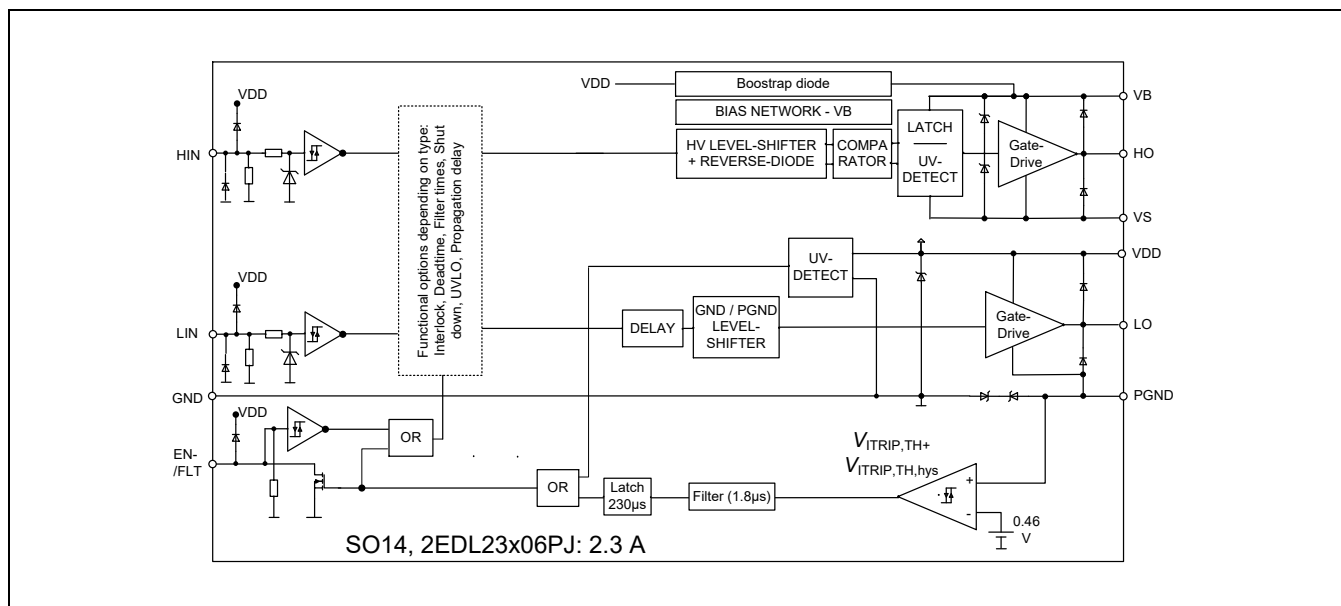 VDD
Boostrap diode
BIAS NETWORK - VB
HV LEVEL-SHIFTER
+ REVERSE-DIODE
COMPA
RATOR
LATCH
UV-
DETECT
Gate-
Drive
VB
HO
VS
VDD
HIN
Functional options depending on type:
Interlock, Deadtime, Filter times, Shut
down, UVLO, Propagation delay
VDD
LIN
UV-
DETECT
DELAY
GND / PGND
LEVEL-
SHIFTER
Gate-
Drive
VDD
LO
GND
PGND
VDD
EN-
/FLT
OR
OR
Latch
230µs
Filter (1.8µs)
VITRIP,TH+
VITRIP,TH,hys
+
-
0.46
V
SO14, 2EDL23x06PJ: 2.3 A